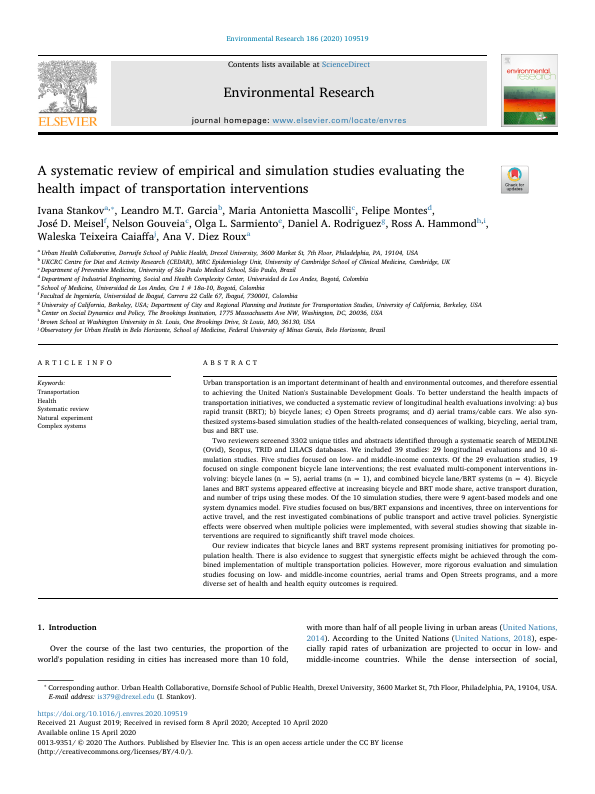 Environmental Research 186 (2020) 109519
Contents lists available at ScienceDirect
Environmental Research
journal homepage: www.elsevier.com/locate/envres
ELSEVIER
environmental
research
Check for
updates
A systematic review of empirical and simulation studies evaluating the
health impact of transportation interventions
Ivana Stankov^a,*, Leandro M.T. Garcia^b, Maria Antonietta Mascolli^c, Felipe Montes^d,
José D. Meisel^f, Nelson Gouveia^c, Olga L. Sarmiento^e, Daniel A. Rodriguez^g, Ross A. Hammond^h,i,
Waleska Teixeira Caiaffa^j, Ana V. Diez Roux^a
^a Urban Health Collaborative, Dornsife School of Public Health, Drexel University, 3600 Market St, 7th Floor, Philadelphia, PA, 19104, USA
^b UKCRC Centre for Diet and Activity Research (CEDAR), MRC Epidemiology Unit, University of Cambridge School of Clinical Medicine, Cambridge, UK
^c Department of Preventive Medicine, University of São Paulo Medical School, São Paulo, Brazil
^d Department of Industrial Engineering, Social and Health Complexity Center, Universidad de Los Andes, Bogotá, Colombia
^e School of Medicine, Universidad de Los Andes, Cra 1 # 18a-10, Bogotá, Colombia
^f Facultad de Ingeniería, Universidad de Ibagué, Carrera 22 Calle 67, Ibagué, 730001, Colombia
^g University of California, Berkeley, USA; Department of City and Regional Planning and Institute for Transportation Studies, University of California, Berkeley, USA
^h Center on Social Dynamics and Policy, The Brookings Institution, 1775 Massachusetts Ave NW, Washington, DC, 20036, USA
^i Brown School at Washington University in St. Louis, One Brookings Drive, St Louis, MO, 36130, USA
^j Observatory for Urban Health in Belo Horizonte, School of Medicine, Federal University of Minas Gerais, Belo Horizonte, Brazil
ARTICLE INFO
Keywords:
Transportation
Health
Systematic review
Natural experiment
Complex systems
ABSTRACT
Urban transportation is an important determinant of health and environmental outcomes, and therefore essential
to achieving the United Nation's Sustainable Development Goals. To better understand the health impacts of
transportation initiatives, we conducted a systematic review of longitudinal health evaluations involving: a) bus
rapid transit (BRT); b) bicycle lanes; c) Open Streets programs; and d) aerial trams/cable cars. We also syn-
thesized systems-based simulation studies of the health-related consequences of walking, bicycling, aerial tram,
bus and BRT use.
Two reviewers screened 3302 unique titles and abstracts identified through a systematic search of MEDLINE
(Ovid), Scopus, TRID and LILACS databases. We included 39 studies: 29 longitudinal evaluations and 10 si-
mulation studies. Five studies focused on low- and middle-income contexts. Of the 29 evaluation studies, 19
focused on single component bicycle lane interventions; the rest evaluated multi-component interventions in-
volving: bicycle lanes (n = 5), aerial trams (n = 1), and combined bicycle lane/BRT systems (n = 4). Bicycle
lanes and BRT systems appeared effective at increasing bicycle and BRT mode share, active transport duration,
and number of trips using these modes. Of the 10 simulation studies, there were 9 agent-based models and one
system dynamics model. Five studies focused on bus/BRT expansions and incentives, three on interventions for
active travel, and the rest investigated combinations of public transport and active travel policies. Synergistic
effects were observed when multiple policies were implemented, with several studies showing that sizable in-
terventions are required to significantly shift travel mode choices.
Our review indicates that bicycle lanes and BRT systems represent promising initiatives for promoting po-
pulation health. There is also evidence to suggest that synergistic effects might be achieved through the com-
bined implementation of multiple transportation policies. However, more rigorous evaluation and simulation
studies focusing on low- and middle-income countries, aerial trams and Open Streets programs, and a more
diverse set of health and health equity outcomes is required.
1. Introduction
Over the course of the last two centuries, the proportion of the
world's population residing in cities has increased more than 10 fold,
with more than half of all people living in urban areas (United Nations,
2014). According to the United Nations (United Nations, 2018), espe-
cially rapid rates of urbanization are projected to occur in low- and
middle-income countries. While the dense intersection of social,
* Corresponding author. Urban Health Collaborative, Dornsife School of Public Health, Drexel University, 3600 Market St, 7th Floor, Philadelphia, PA, 19104, USA.
E-mail address: is379@drexel.edu (I. Stankov).
https://doi.org/10.1016/j.envres.2020.109519
Received 21 August 2019; Received in revised form 8 April 2020; Accepted 10 April 2020
Available online 15 April 2020
0013-9351/ © 2020 The Authors. Published by Elsevier Inc. This is an open access article under the CC BY license
(http://creativecommons.org/licenses/BY/4.0/).